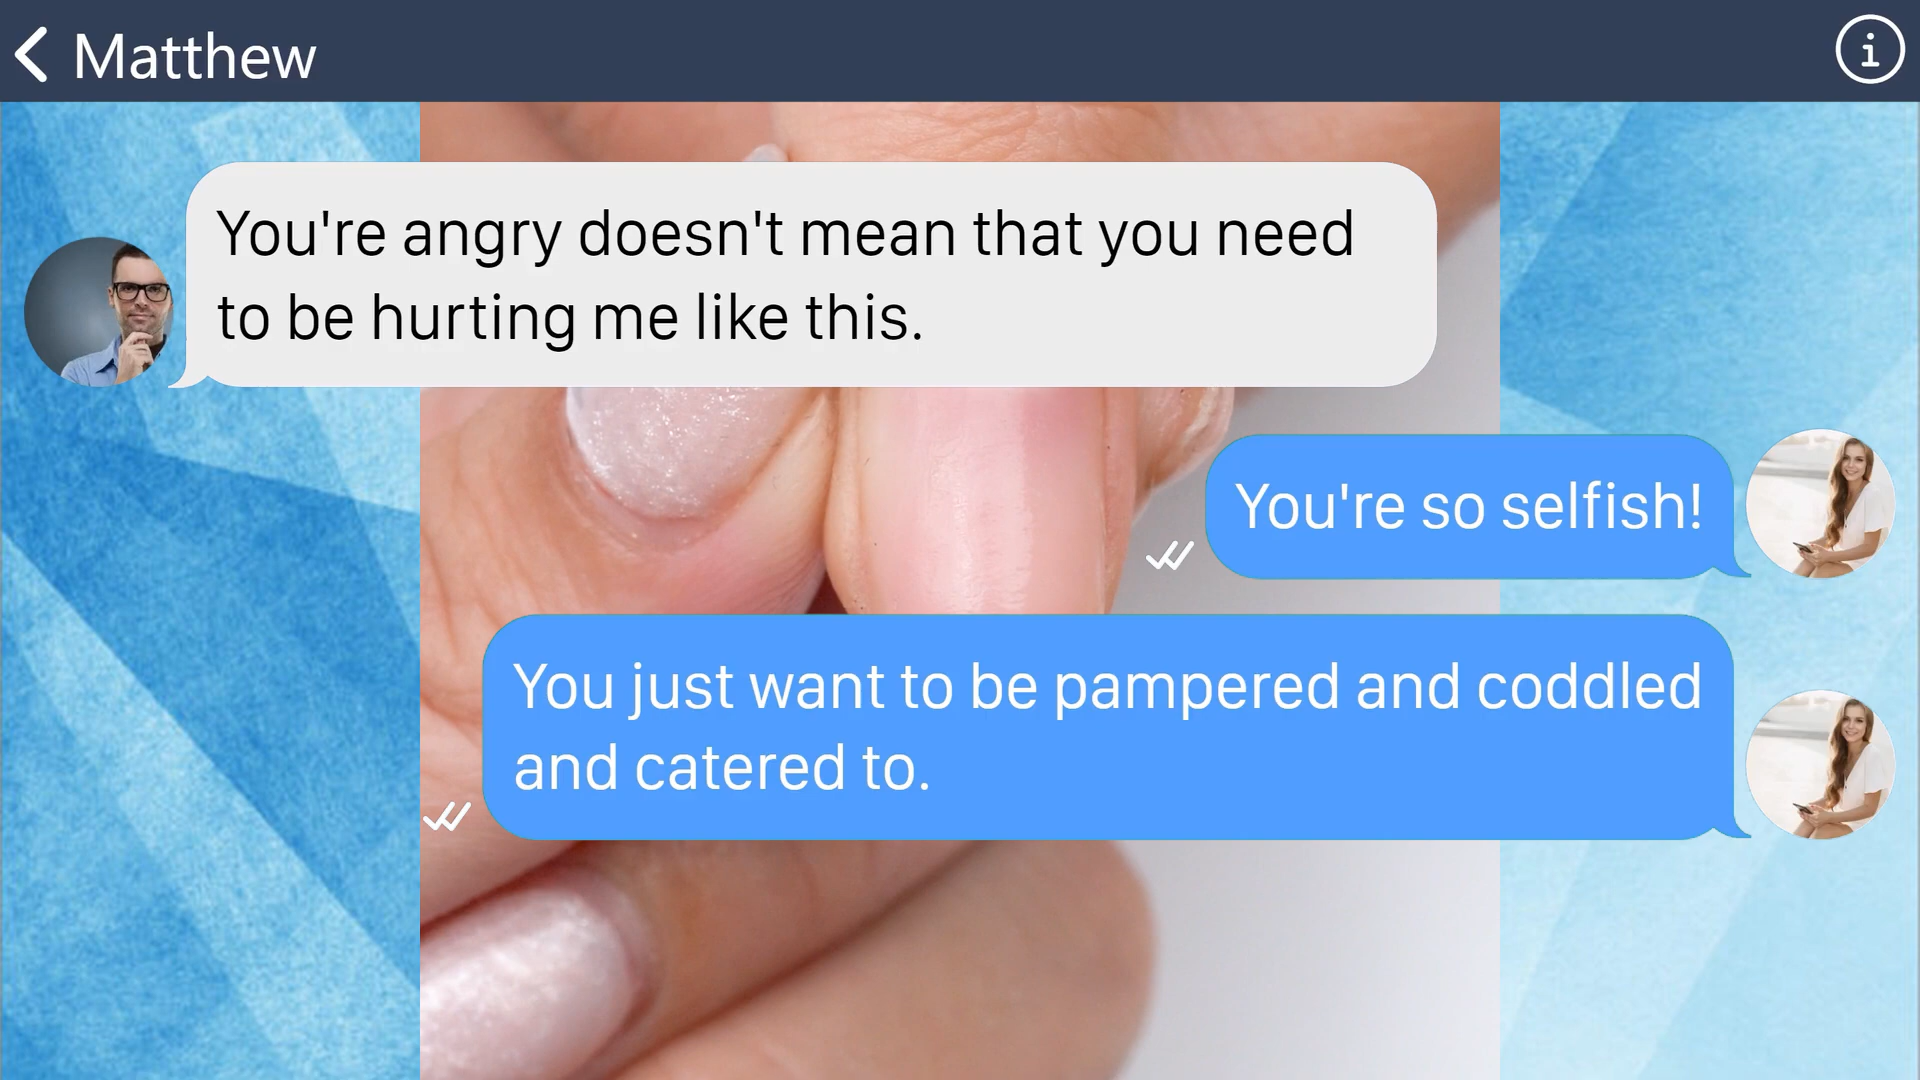 Matthew
You're angry doesn't mean that you need
to be hurting me like this.
You're so selfish!
You just want to be pampered and coddled
and catered to.